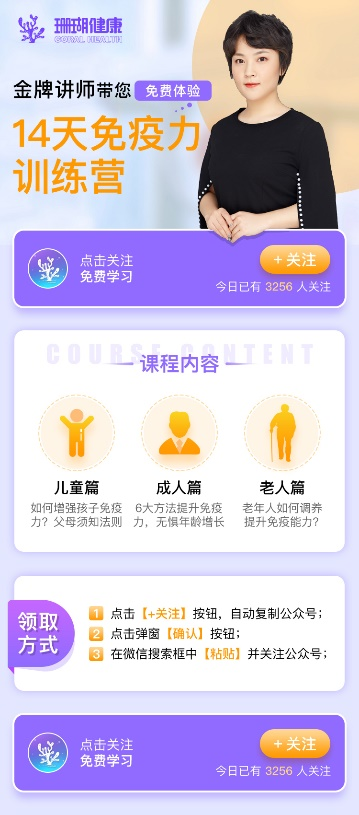 珊瑚健康
CORAL HEALTH
金牌讲师带您 免费体验
14天免疫力
训练营
点击关注
免费学习
+ 关注
今日已有 3256 人关注
COURSE CONTENT
课程内容
儿童篇
如何增强孩子免疫
力？父母须知法则
成人篇
6大方法提升免疫
力，无惧年龄增长
老人篇
老年人如何调养
提升免疫能力？
领取
方式
1 点击【+关注】按钮，自动复制公众号；
2 点击弹窗【确认】按钮；
3 在微信搜索框中【粘贴】并关注公众号；
点击关注
免费学习
+ 关注
今日已有 3256 人关注